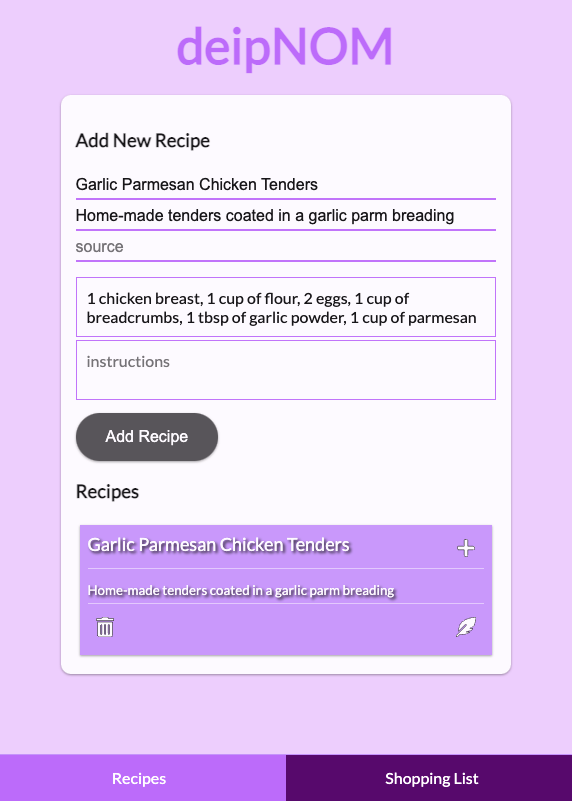 deipNOM
Add New Recipe
Garlic Parmesan Chicken Tenders
Home-made tenders coated in a garlic parm breading
source
1 chicken breast, 1 cup of flour, 2 eggs, 1 cup of
breadcrumbs, 1 tbsp of garlic powder, 1 cup of parmesan
instructions
Add Recipe
Recipes
Garlic Parmesan Chicken Tenders
Home-made tenders coated in a garlic parm breading
Recipes
Shopping List